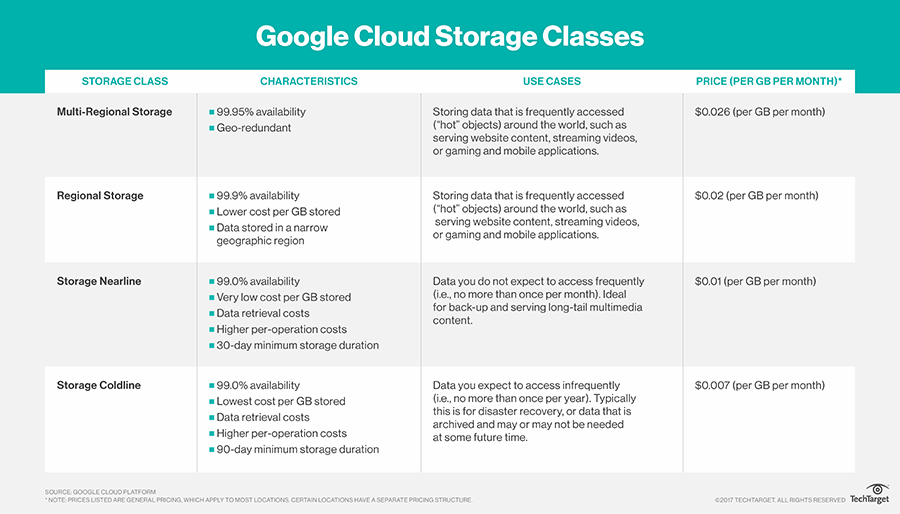 Google Cloud Storage Classes
STORAGE CLASS
CHARACTERISTICS
USE CASES
PRICE (PER GB PER MONTH)*
Multi-Regional Storage
■ 99.95% availability
■ Geo-redundant
Storing data that is frequently accessed
("hot" objects) around the world, such as
serving website content, streaming videos,
or gaming and mobile applications.
$0.026 (per GB per month)
Regional Storage
■ 99.9% availability
■ Lower cost per GB stored
■ Data stored in a narrow
geographic region
Storing data that is frequently accessed
("hot" objects) around the world, such as
serving website content, streaming videos,
or gaming and mobile applications.
$0.02 (per GB per month)
Storage Nearline
■ 99.0% availability
■ Very low cost per GB stored
■ Data retrieval costs
■ Higher per-operation costs
■ 30-day minimum storage duration
Data you do not expect to access frequently
(i.e., no more than once per month). Ideal
for back-up and serving long-tail multimedia
content.
$0.01 (per GB per month)
Storage Coldline
■ 99.0% availability
■ Lowest cost per GB stored
■ Data retrieval costs
■ Higher per-operation costs
■ 90-day minimum storage duration
Data you expect to access infrequently
(i.e., no more than once per year). Typically
this is for disaster recovery, or data that is
archived and may or may not be needed
at some future time.
$0.007 (per GB per month)
SOURCE: GOOGLE CLOUD PLATFORM
* NOTE: PRICES LISTED ARE GENERAL PRICING, WHICH APPLY TO MOST LOCATIONS. CERTAIN LOCATIONS HAVE A SEPARATE PRICING STRUCTURE.
©2017 TECHTARGET. ALL RIGHTS RESERVED
TechTarget